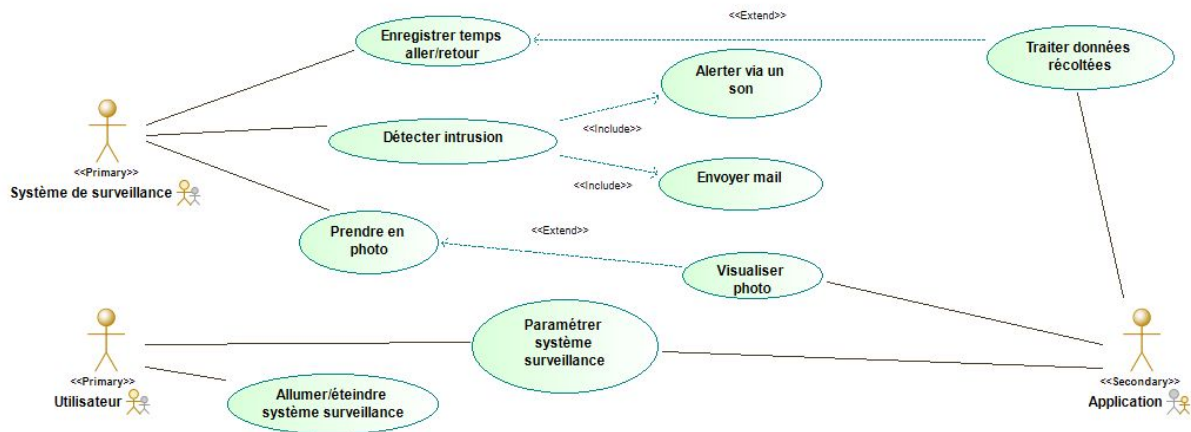 <<Extend>>
Enregistrer temps
aller/retour
Traiter données
récoltées
Alerter via un
son
<<Include>>
Détecter intrusion
<<Primary>>
Système de surveillance
Envoyer mail
<<Include>>
Prendre en
photo
<<Extend>>
Visualiser
photo
Paramétrer
système
surveillance
<<Primary>>
Utilisateur
Allumer/éteindre
système surveillance
<<Secondary>>
Application